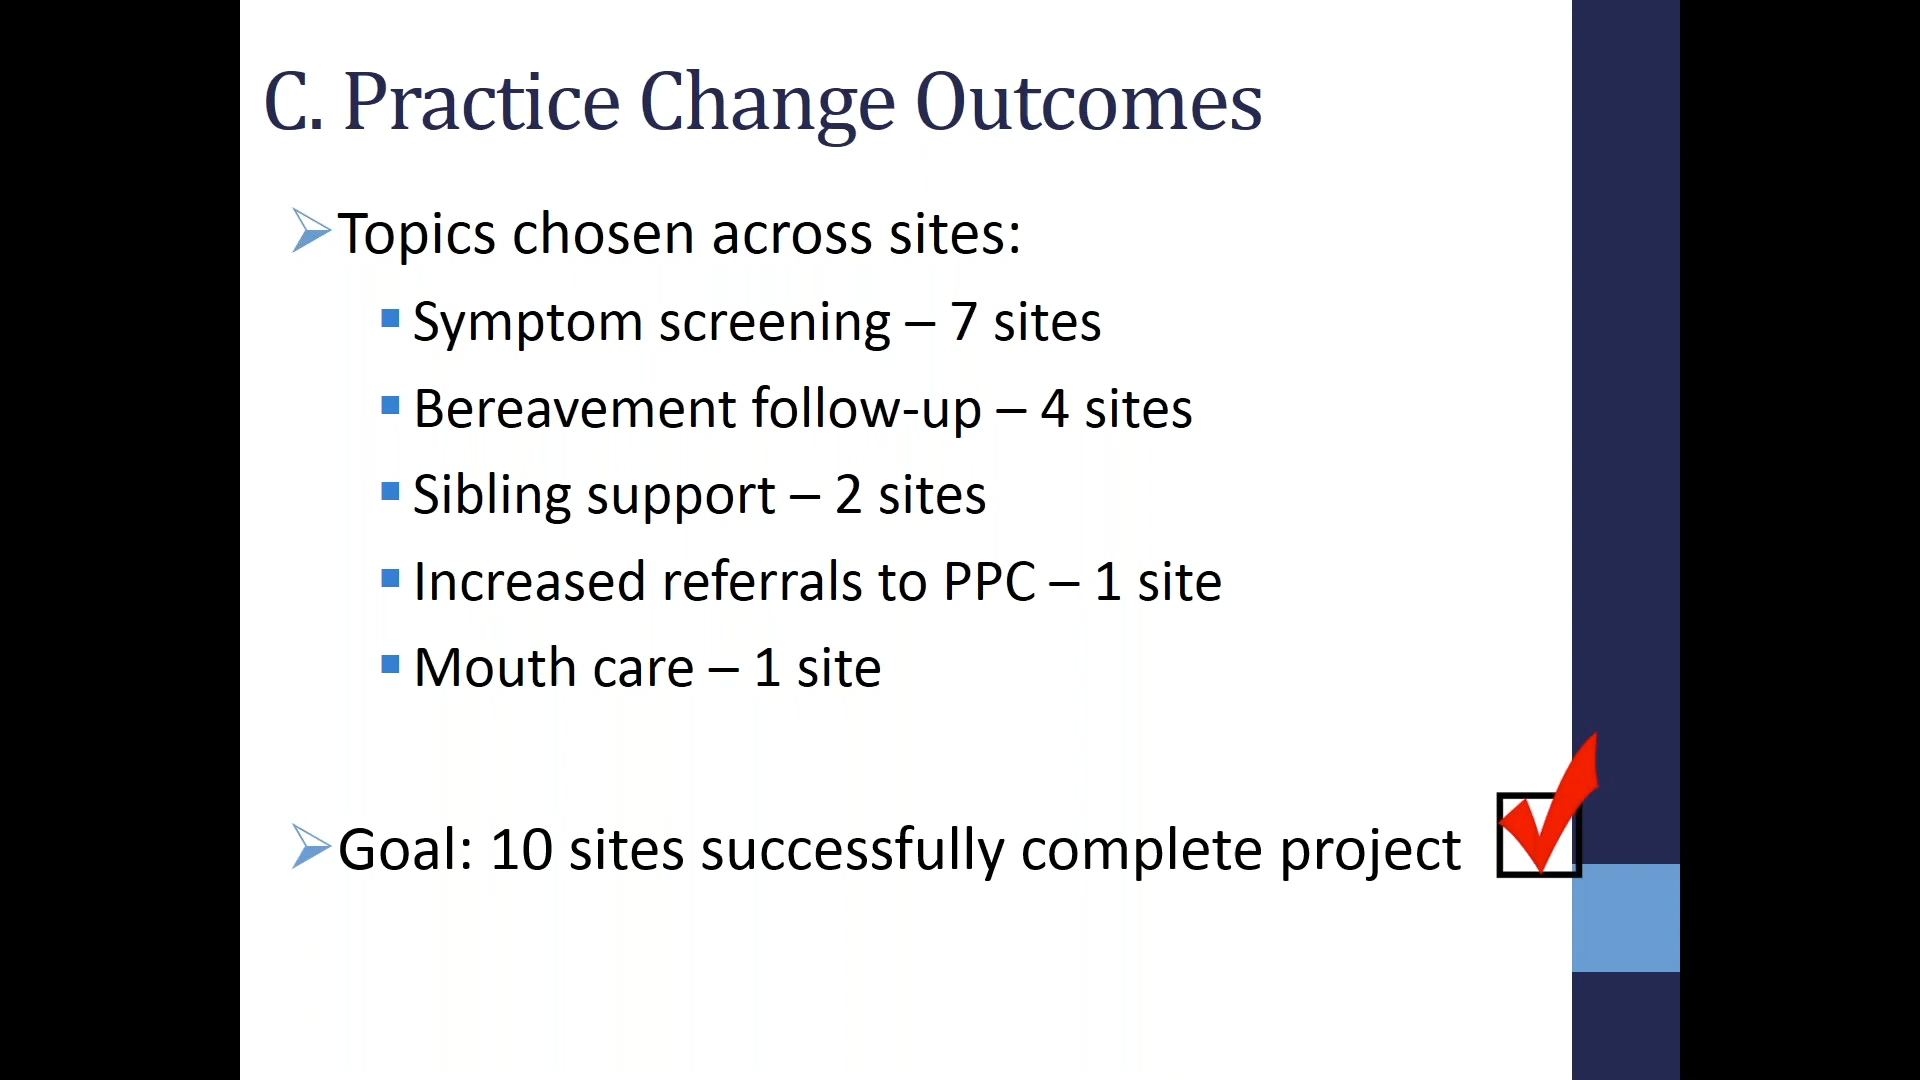 C. Practice Change Outcomes
Topics chosen across sites:
Symptom screening – 7 sites
Bereavement follow-up – 4 sites
Sibling support – 2 sites
Increased referrals to PPC – 1 site
Mouth care – 1 site
Goal: 10 sites successfully complete project